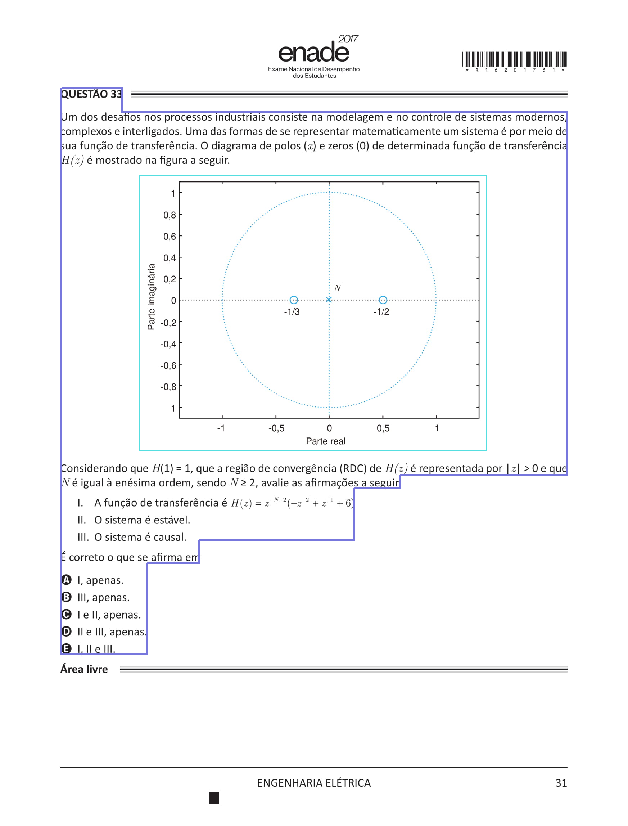 enade 2017
Exame Nacional de Desempenho
dos Estudantes
QUESTÃO 33
Um dos desafios nos processos industriais consiste na modelagem e no controle de sistemas modernos,
complexos e interligados. Uma das formas de se representar matematicamente um sistema é por meio de
sua função de transferência. O diagrama de polos (x) e zeros (0) de determinada função de transferência
H(z) é mostrado na figura a seguir.
1
0,8
0,6
0,4
0,2
0
-0,2
-0,4
-0,6
-0,8
1
Parte imaginária
N
-1/3
-1/2
-1
-0,5
0
0,5
1
Parte real
Considerando que H(1) = 1, que a região de convergência (RDC) de H(z) é representada por |z| > 0 e que
N é igual à enésima ordem, sendo N ≥ 2, avalie as afirmações a seguir
I. A função de transferência é
II. O sistema é estável.
III. O sistema é causal.
É correto o que se afirma em
A I, apenas.
B III, apenas.
C I e II, apenas.
D II e III, apenas.
E I, II e III.
Área livre
ENGENHARIA ELÉTRICA
31